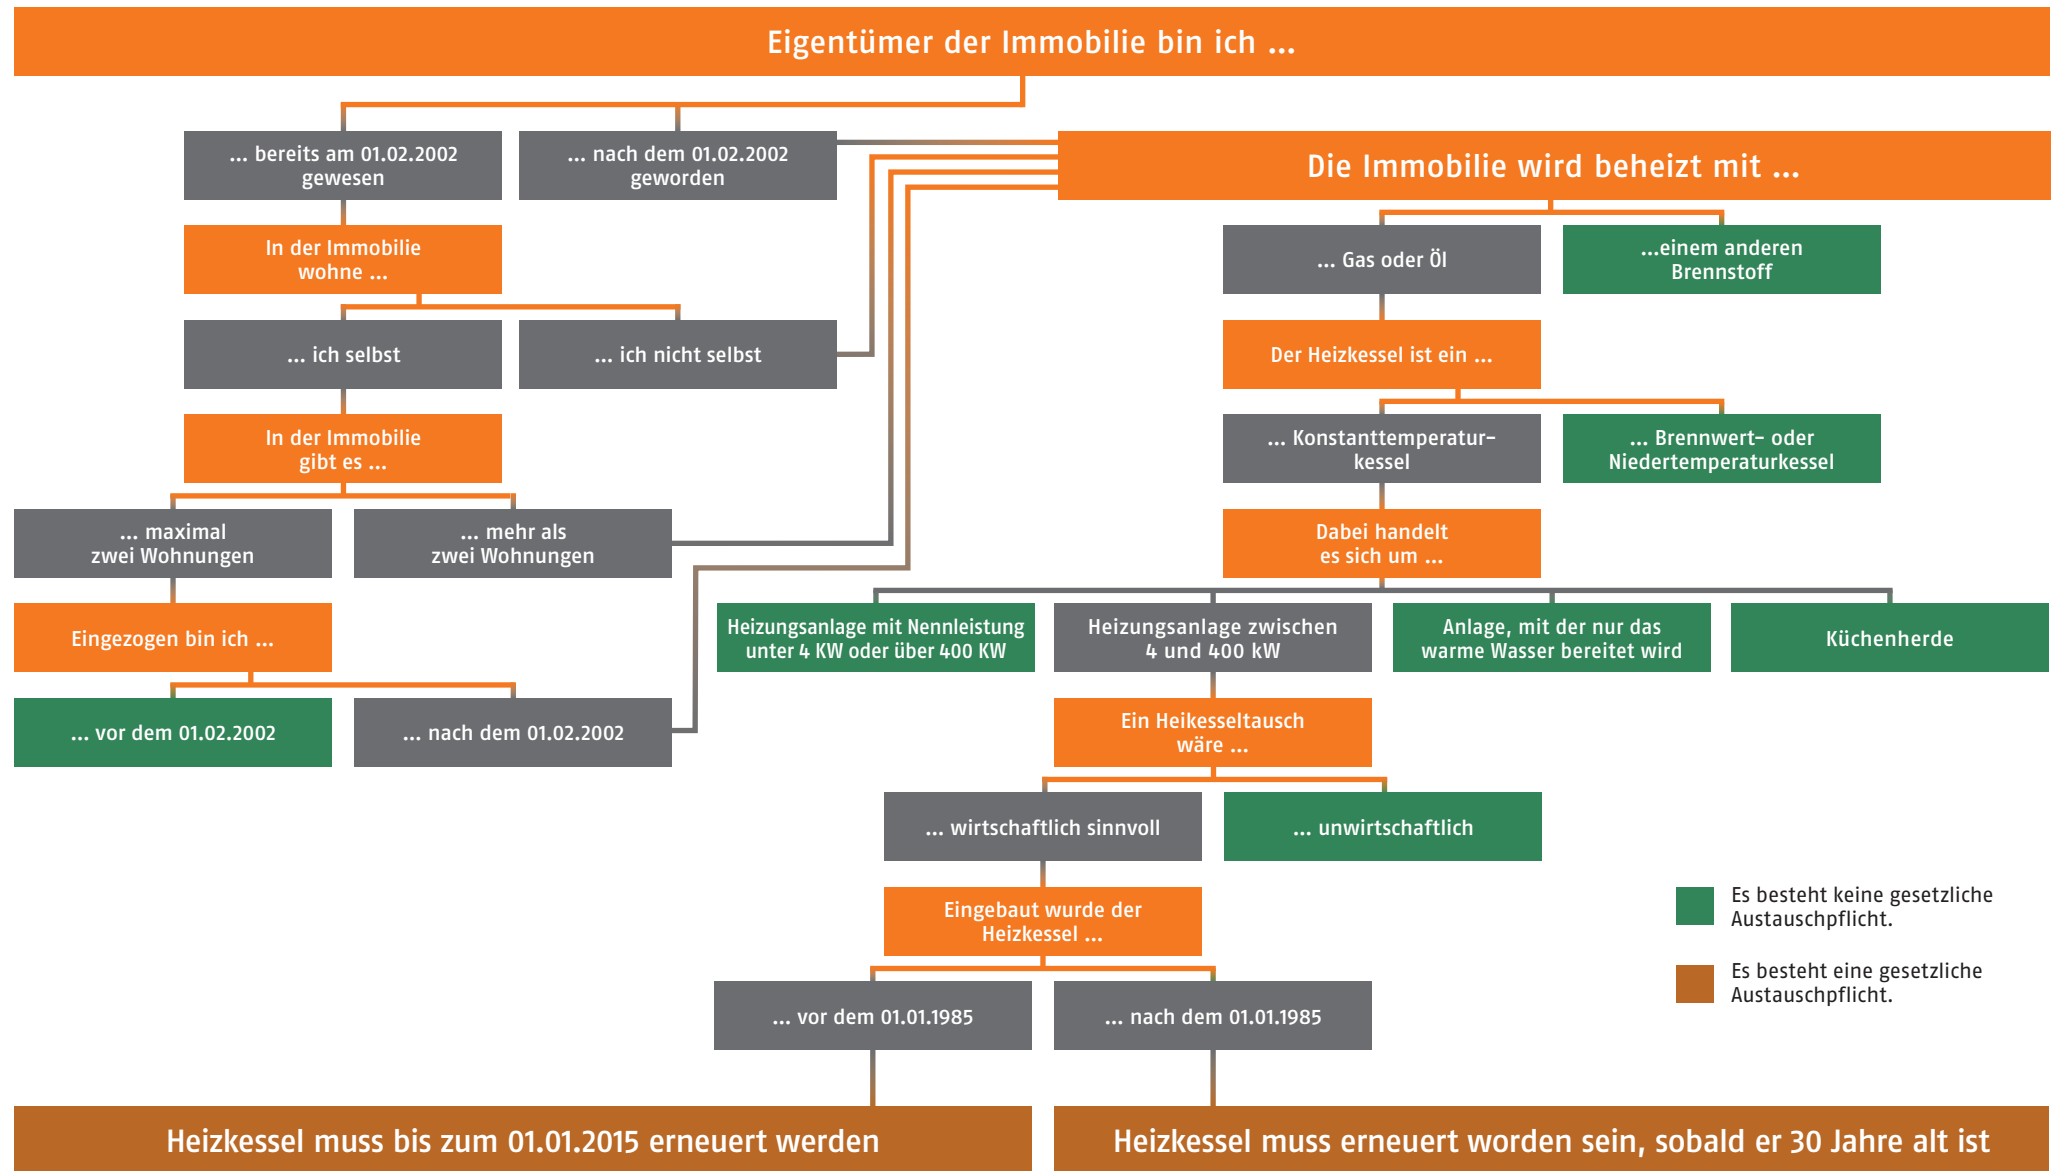 Eigentümer der Immobilie bin ich ...
... bereits am 01.02.2002
gewesen
... nach dem 01.02.2002
geworden
In der Immobilie
wohne ...
... ich selbst
... ich nicht selbst
In der Immobilie
gibt es ...
... maximal
zwei Wohnungen
... mehr als
zwei Wohnungen
Eingezogen bin ich ...
... vor dem 01.02.2002
... nach dem 01.02.2002
Die Immobilie wird beheizt mit ...
... Gas oder Öl
...einem anderen
Brennstoff
Der Heizkessel ist ein ...
... Konstanttemperatur-
kessel
... Brennwert- oder
Niedertemperaturkessel
Dabei handelt
es sich um ...
Heizungsanlage mit Nennleistung
unter 4 KW oder über 400 KW
Heizungsanlage zwischen
4 und 400 kW
Anlage, mit der nur das
warme Wasser bereitet wird
Küchenherde
Ein Heikesseltausch
wäre ...
... wirtschaftlich sinnvoll
... unwirtschaftlich
Eingebaut wurde der
Heizkessel ...
... vor dem 01.01.1985
... nach dem 01.01.1985
Es besteht keine gesetzliche
Austauschpflicht.
Es besteht eine gesetzliche
Austauschpflicht.
Heizkessel muss bis zum 01.01.2015 erneuert werden
Heizkessel muss erneuert worden sein, sobald er 30 Jahre alt ist